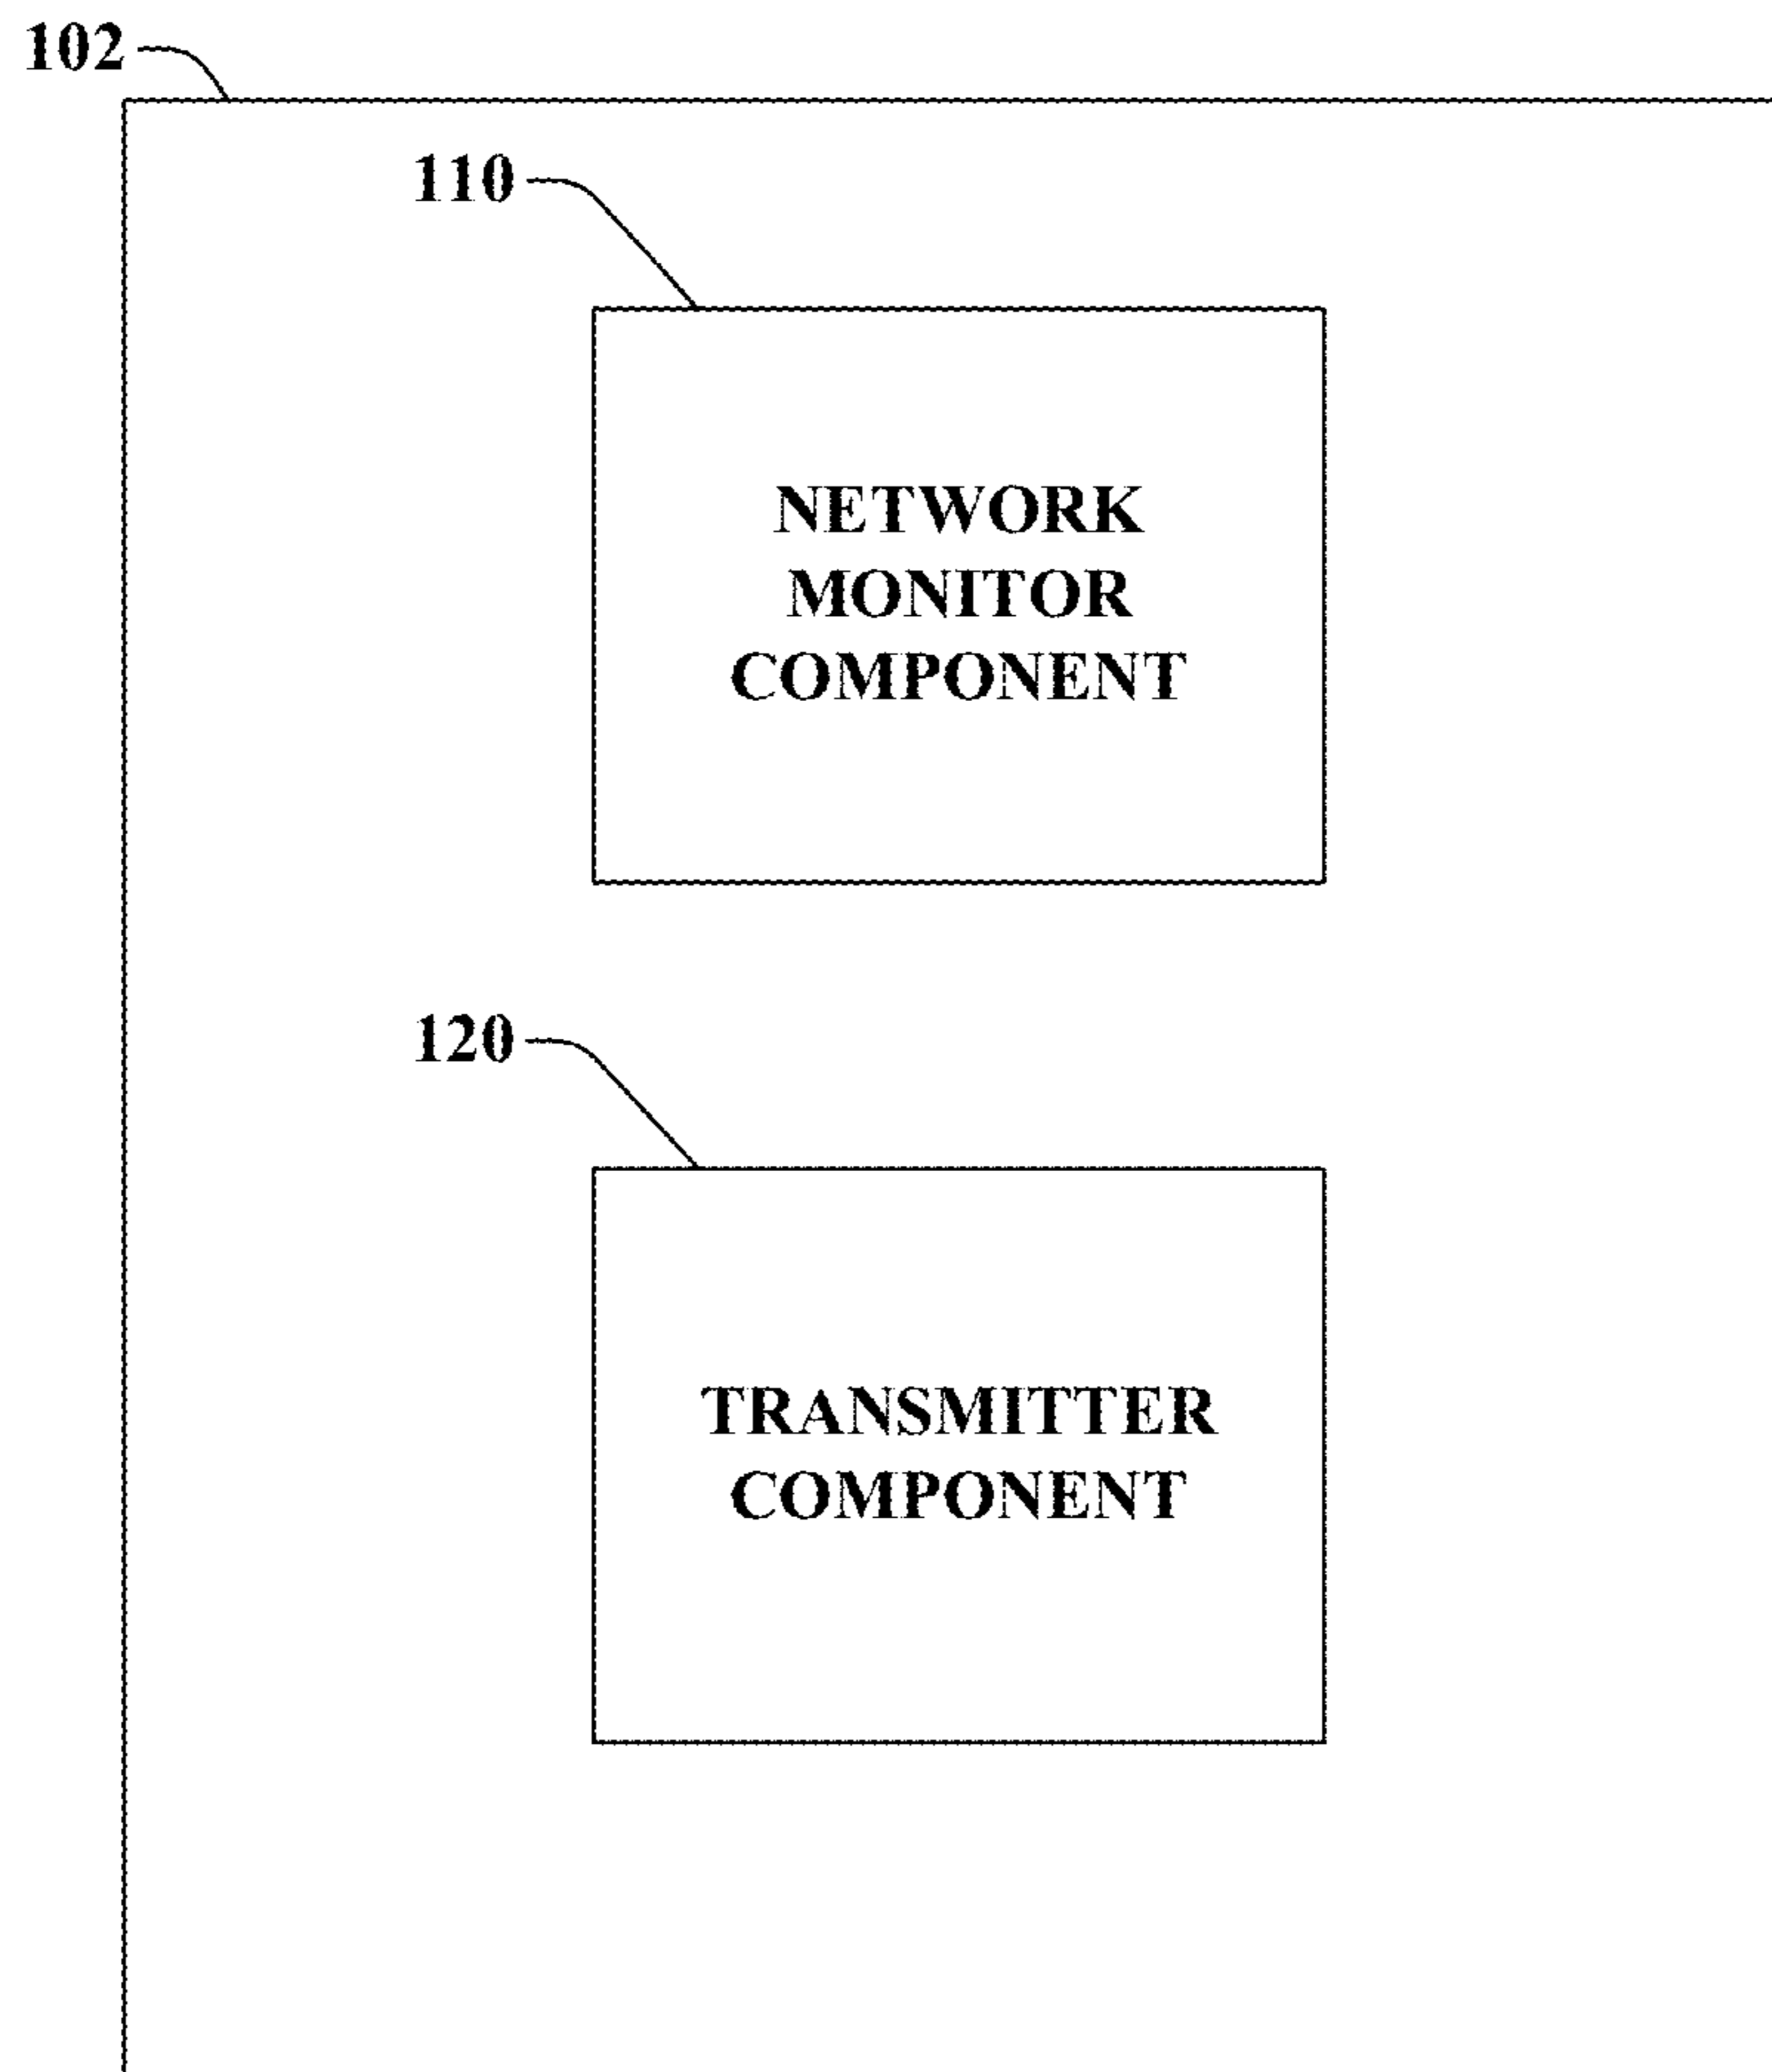 102
110
NETWORK
MONITOR
COMPONENT
120
TRANSMITTER
COMPONENT